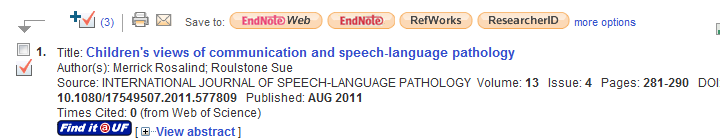 (3) Save to: EndNote Web EndNote RefWorks ResearcherID more options
1. Title: Children's views of communication and speech-language pathology
Author(s): Merrick Rosalind; Roulstone Sue
Source: INTERNATIONAL JOURNAL OF SPEECH-LANGUAGE PATHOLOGY Volume: 13 Issue: 4 Pages: 281-290 DOI
10.1080/17549507.2011.577809 Published: AUG 2011
Times Cited: 0 (from Web of Science)
Find it @ UF [ View abstract ]